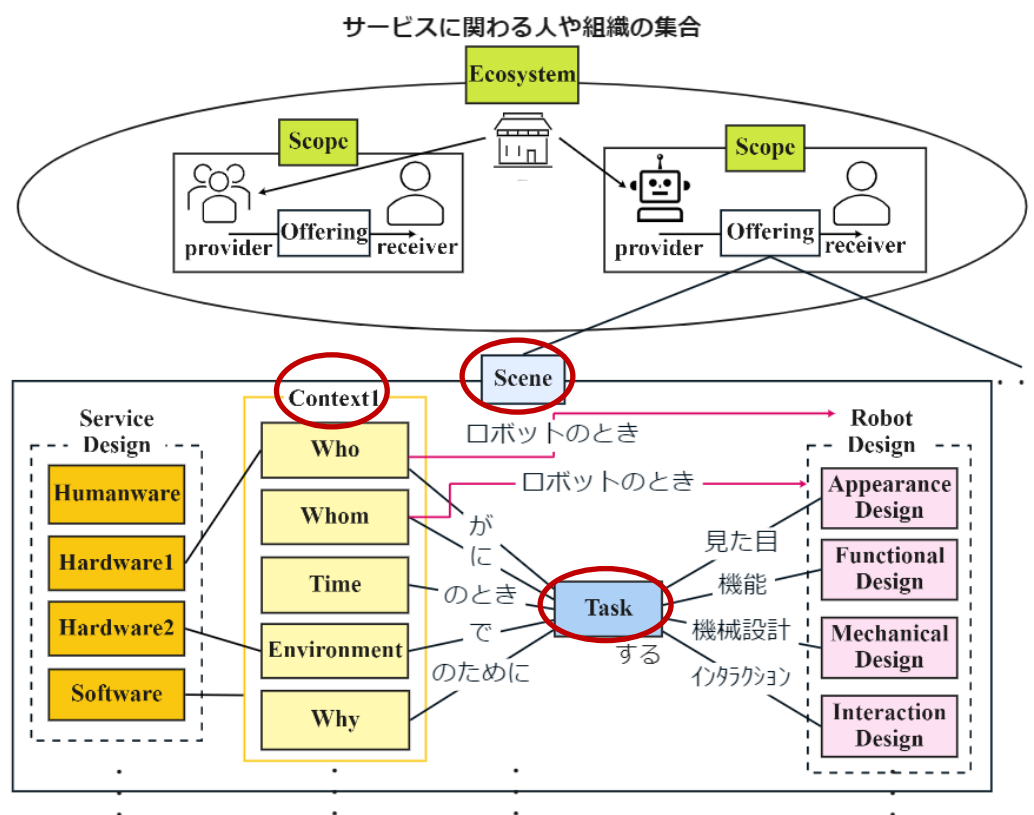 サービスに関わる人や組織の集合
Ecosystem
Scope
Scope
Offering
provider
receiver
Offering
provider
receiver
Scene
Context1
Service
Design
Humanware
Hardware1
Hardware2
Software
Who
Whom
Time
Environment
Why
ロボットのとき
ロボットのとき
が
に
のとき
で
のために
Task
する
見た目
機能
機械設計
インタラクション
Robot
Design
Appearance
Design
Functional
Design
Mechanical
Design
Interaction
Design